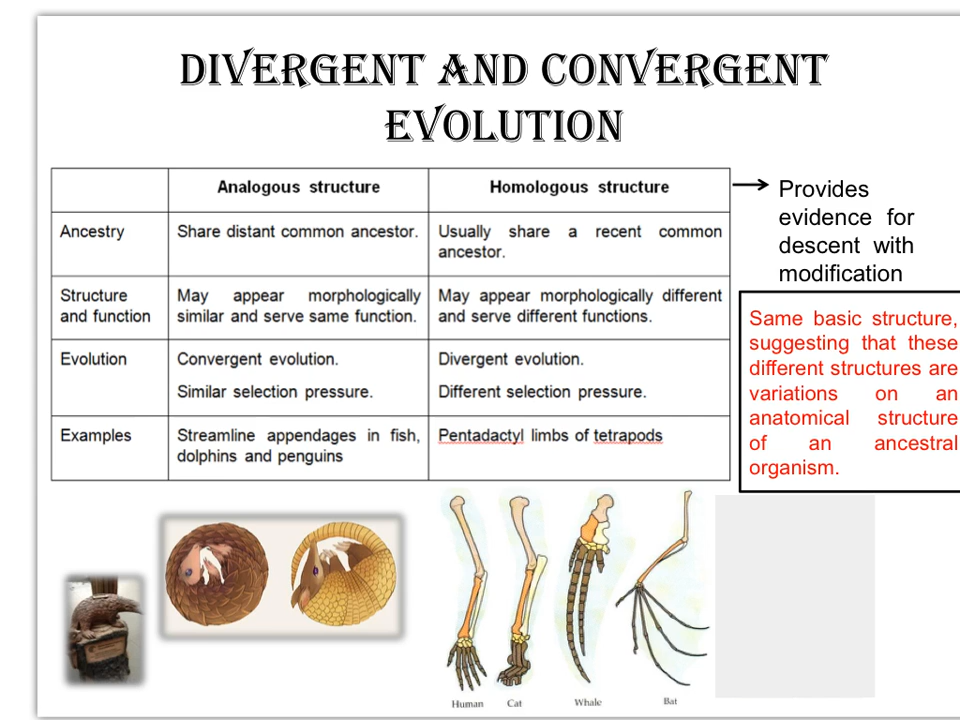 DIVERGENT AND CONVERGENT
EVOLUTION
Analogous structure
Homologous structure
Ancestry
Share distant common ancestor.
Usually share a recent common
ancestor.
Structure
and function
May appear morphologically
similar and serve same function.
May appear morphologically different
and serve different functions.
Evolution
Convergent evolution.
Similar selection pressure.
Divergent evolution.
Different selection pressure.
Examples
Streamline appendages in fish,
dolphins and penguins
Pentadactyl limbs of tetrapods
Provides
evidence for
descent with
modification
Same basic structure,
suggesting that these
different structures are
variations on an
anatomical structure
of an ancestral
organism.
Human
Cat
Whale
Bat